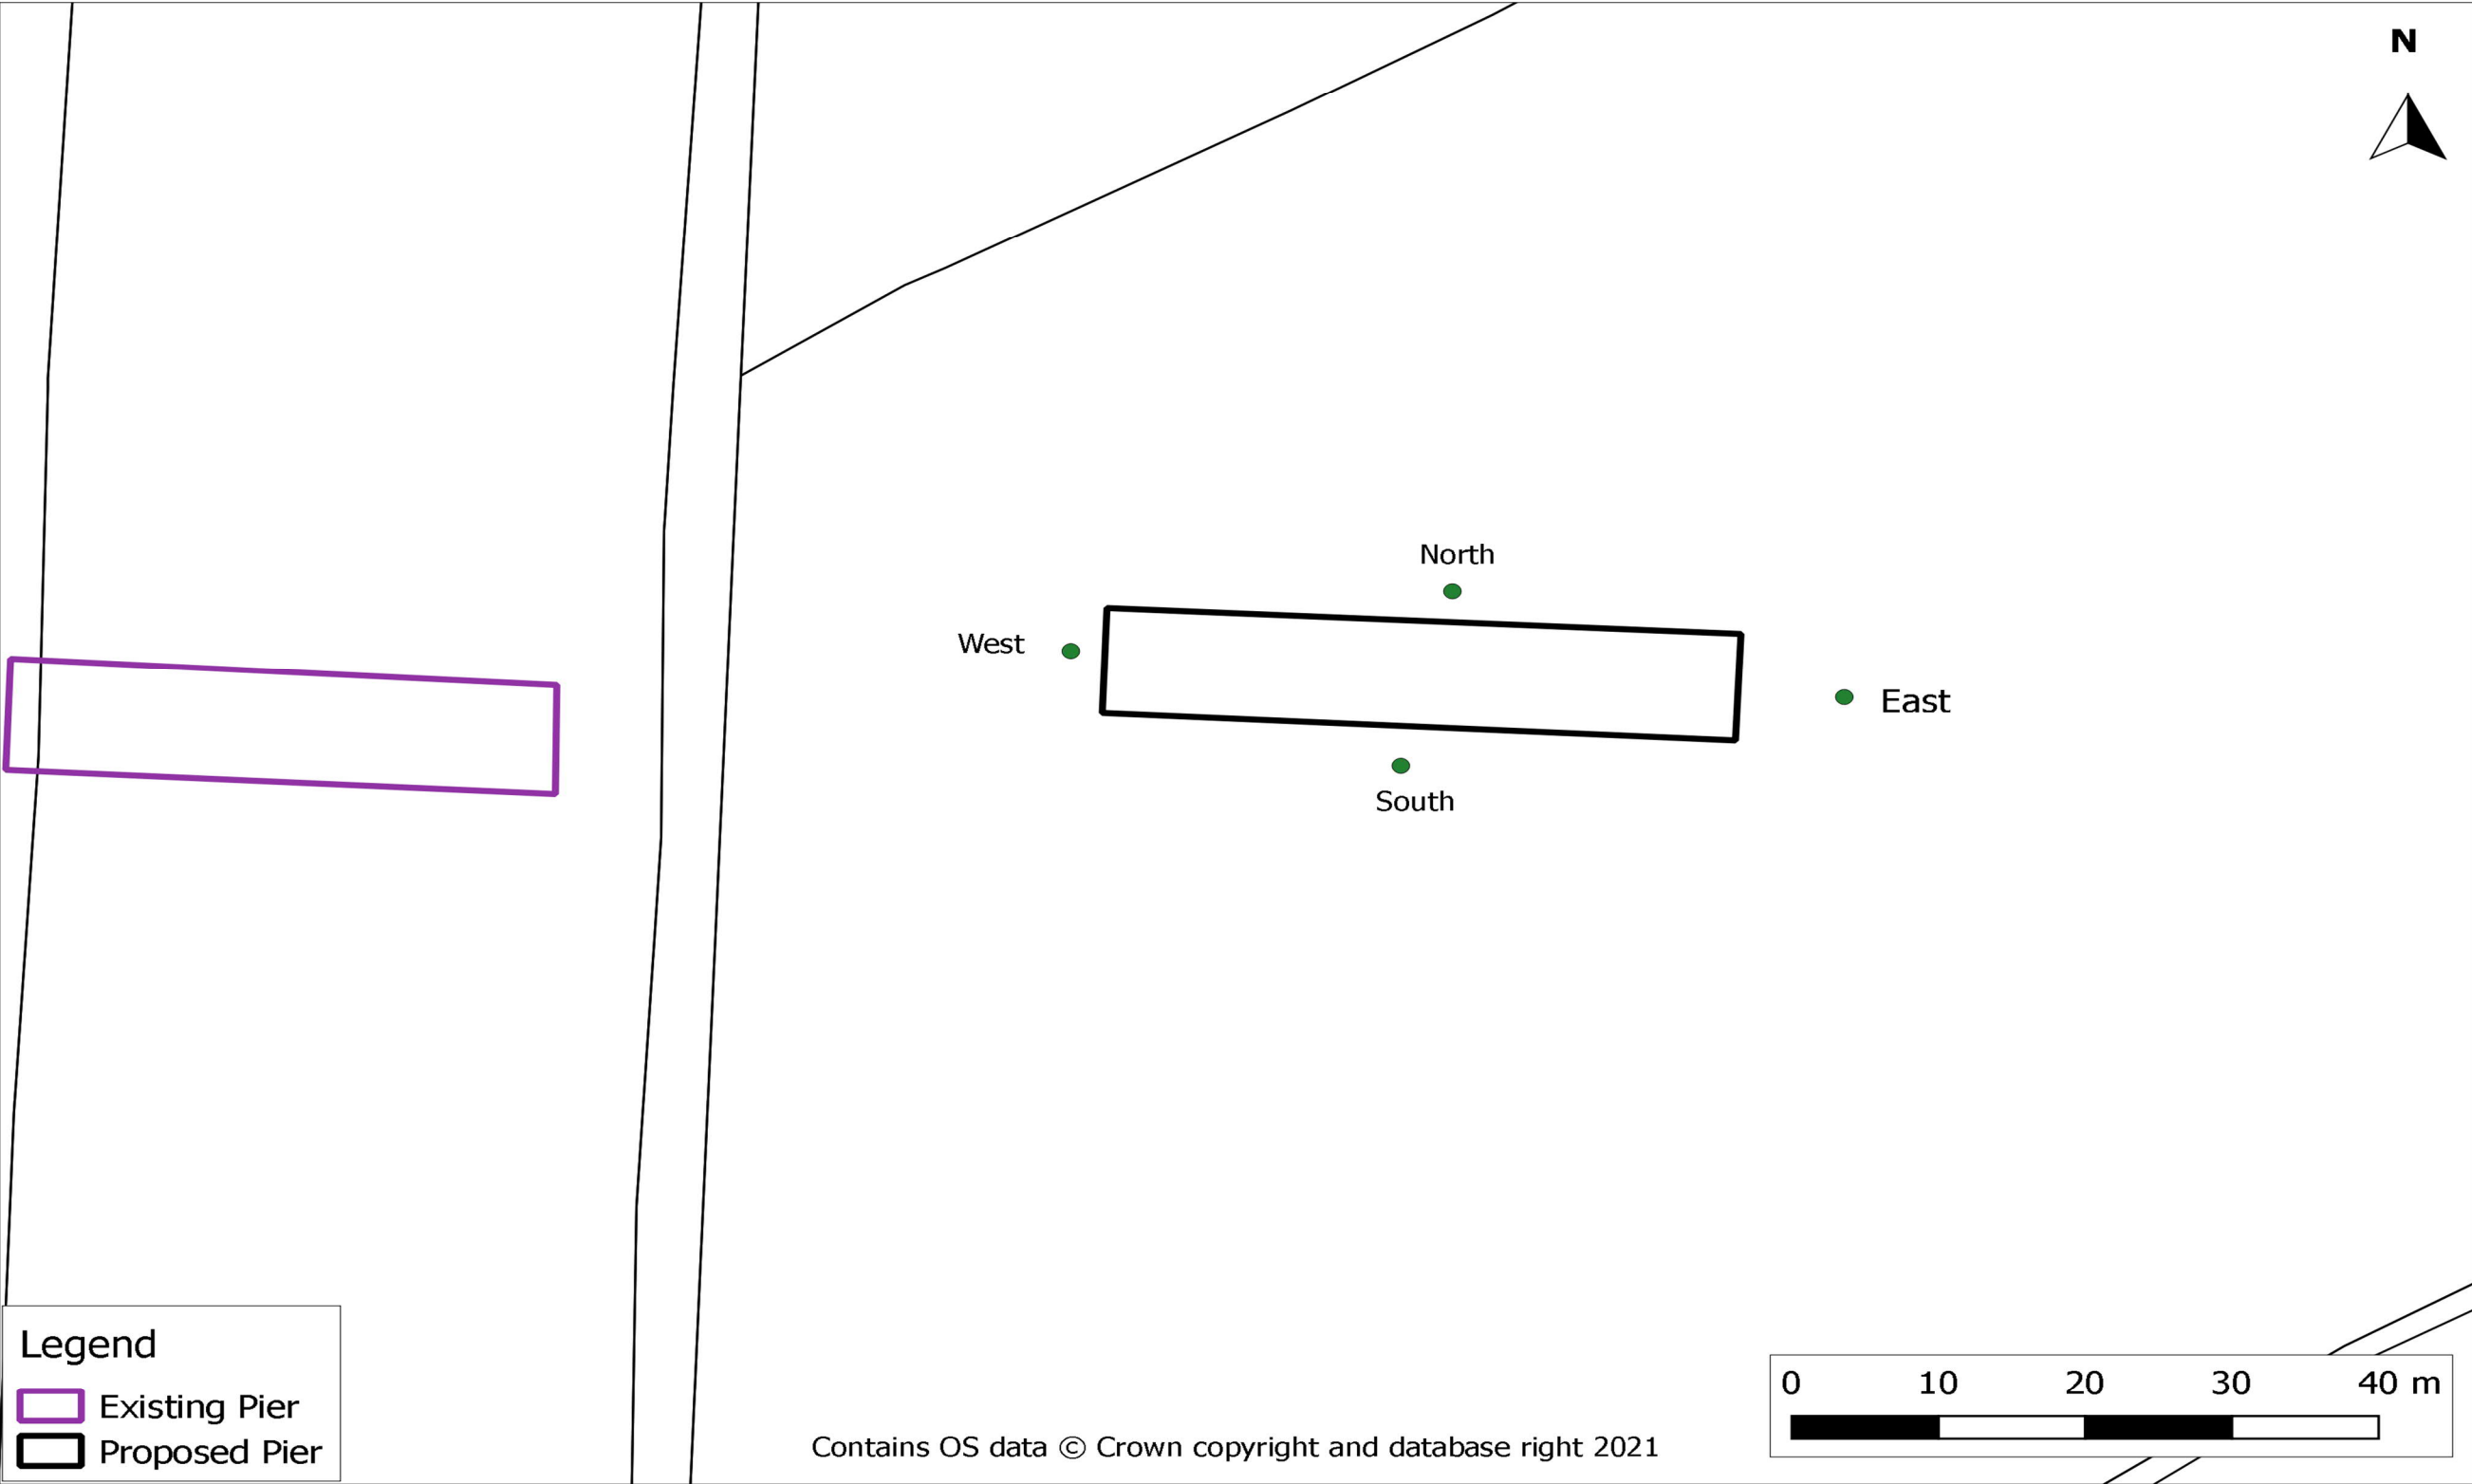 N
North
West
East
South
Legend
Existing Pier
Proposed Pier
0 10 20 30 40 m
Contains OS data © Crown copyright and database right 2021